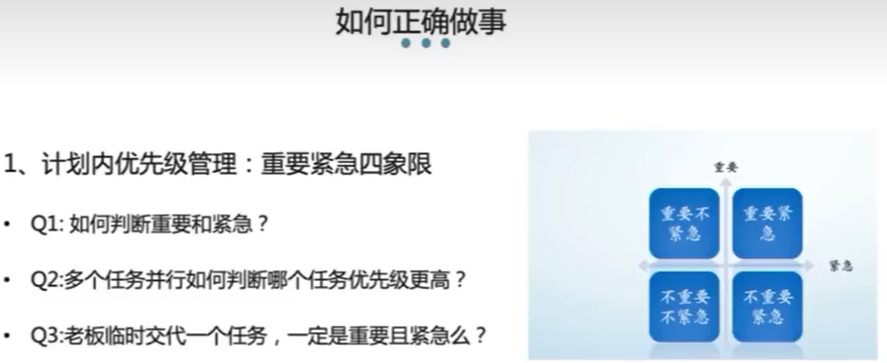 如何正确做事
1、计划内优先级管理：重要紧急四象限
• Q1: 如何判断重要和紧急？
• Q2:多个任务并行如何判断哪个任务优先级更高？
• Q3:老板临时交代一个任务，一定是重要且紧急么？
重要
重要不
紧急
重要紧
急
紧急
不重要
不紧急
不重要
紧急